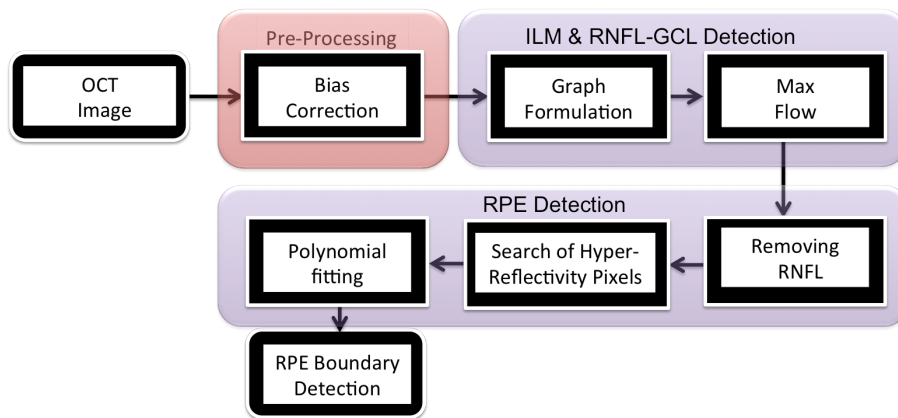 Pre-Processing
ILM & RNFL-GCL Detection
OCT
Image
Bias
Correction
Graph
Formulation
Max
Flow
RPE Detection
Removing
RNFL
Search of Hyper-
Reflectivity Pixels
Polynomial
fitting
RPE Boundary
Detection